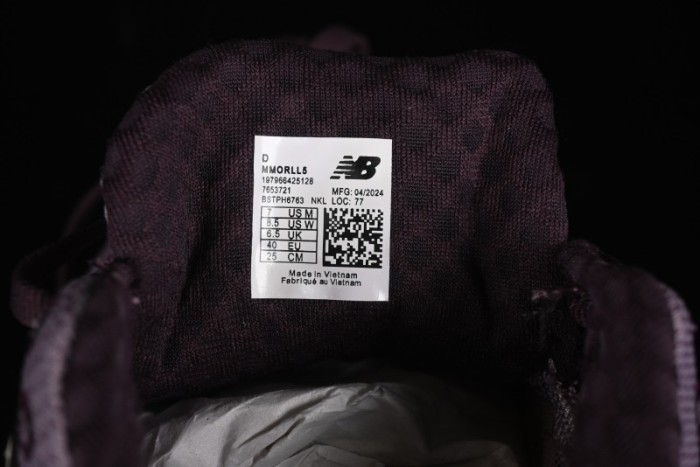 D
MMORLL5
NB
197966425128
7653721 MFG: 04/2024
BSTPH6763 NKL LOC: 77
7 US M
8.5 US W
6.5 UK
40 EU
25 CM
Made in Vietnam
Fabriqué au Vietnam